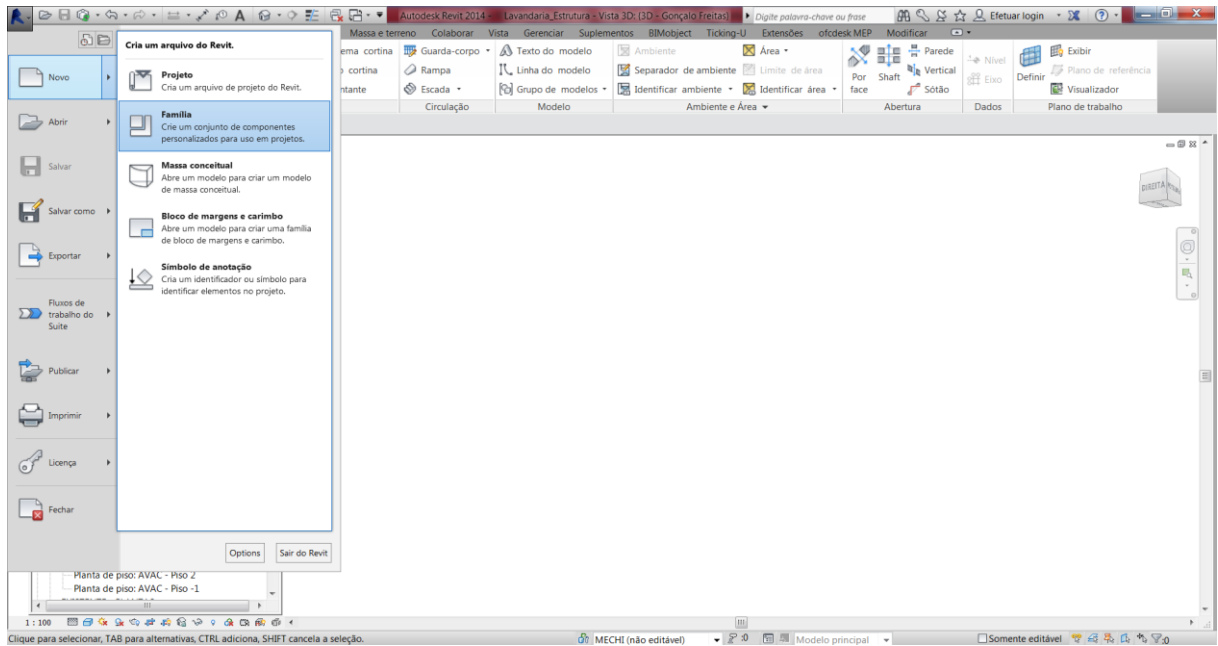 Autodesk Revit 2014 - Lavandaria_Estrutura - Vista 3D: {3D - Gonçalo Freitas}
Digite palavra-chave ou frase
Efetuar login
Massa e terreno Colaborar Vista Gerenciar Suplementos BIMobject Ticking-U Extensões ofcdesk MEP Modificar
ema cortina Guarda-corpo Texto do modelo Ambiente Área Parede Exibir
cortina Rampa Linha do modelo Separador de ambiente Limite de área Vertical Nível Plano de referência
Por face Shaft Definir
ntante Escada Grupo de modelos Identificar ambiente Identificar área Sótão Eixo Visualizador
Circulação Modelo Ambiente e Área Abertura Dados Plano de trabalho
Cria um arquivo do Revit.
Novo
Abrir
Salvar
Salvar como
Exportar
Fluxos de
trabalho do
Suite
Publicar
Imprimir
Licença
Fechar
Projeto
Cria um arquivo de projeto do Revit.
Família
Crie um conjunto de componentes
personalizados para uso em projetos.
Massa conceitual
Abre um modelo para criar um modelo
de massa conceitual.
Bloco de margens e carimbo
Abre um modelo para criar uma família
de bloco de margens e carimbo.
Símbolo de anotação
Cria um identificador ou símbolo para
identificar elementos no projeto.
Options Sair do Revit
DIREITA
Planta de piso: AVAC - Piso 2
Planta de piso: AVAC - Piso -1
1 : 100
Clique para selecionar, TAB para alternativas, CTRL adiciona, SHIFT cancela a seleção. MECHI (não editável) :0 Modelo principal Somente editável :0